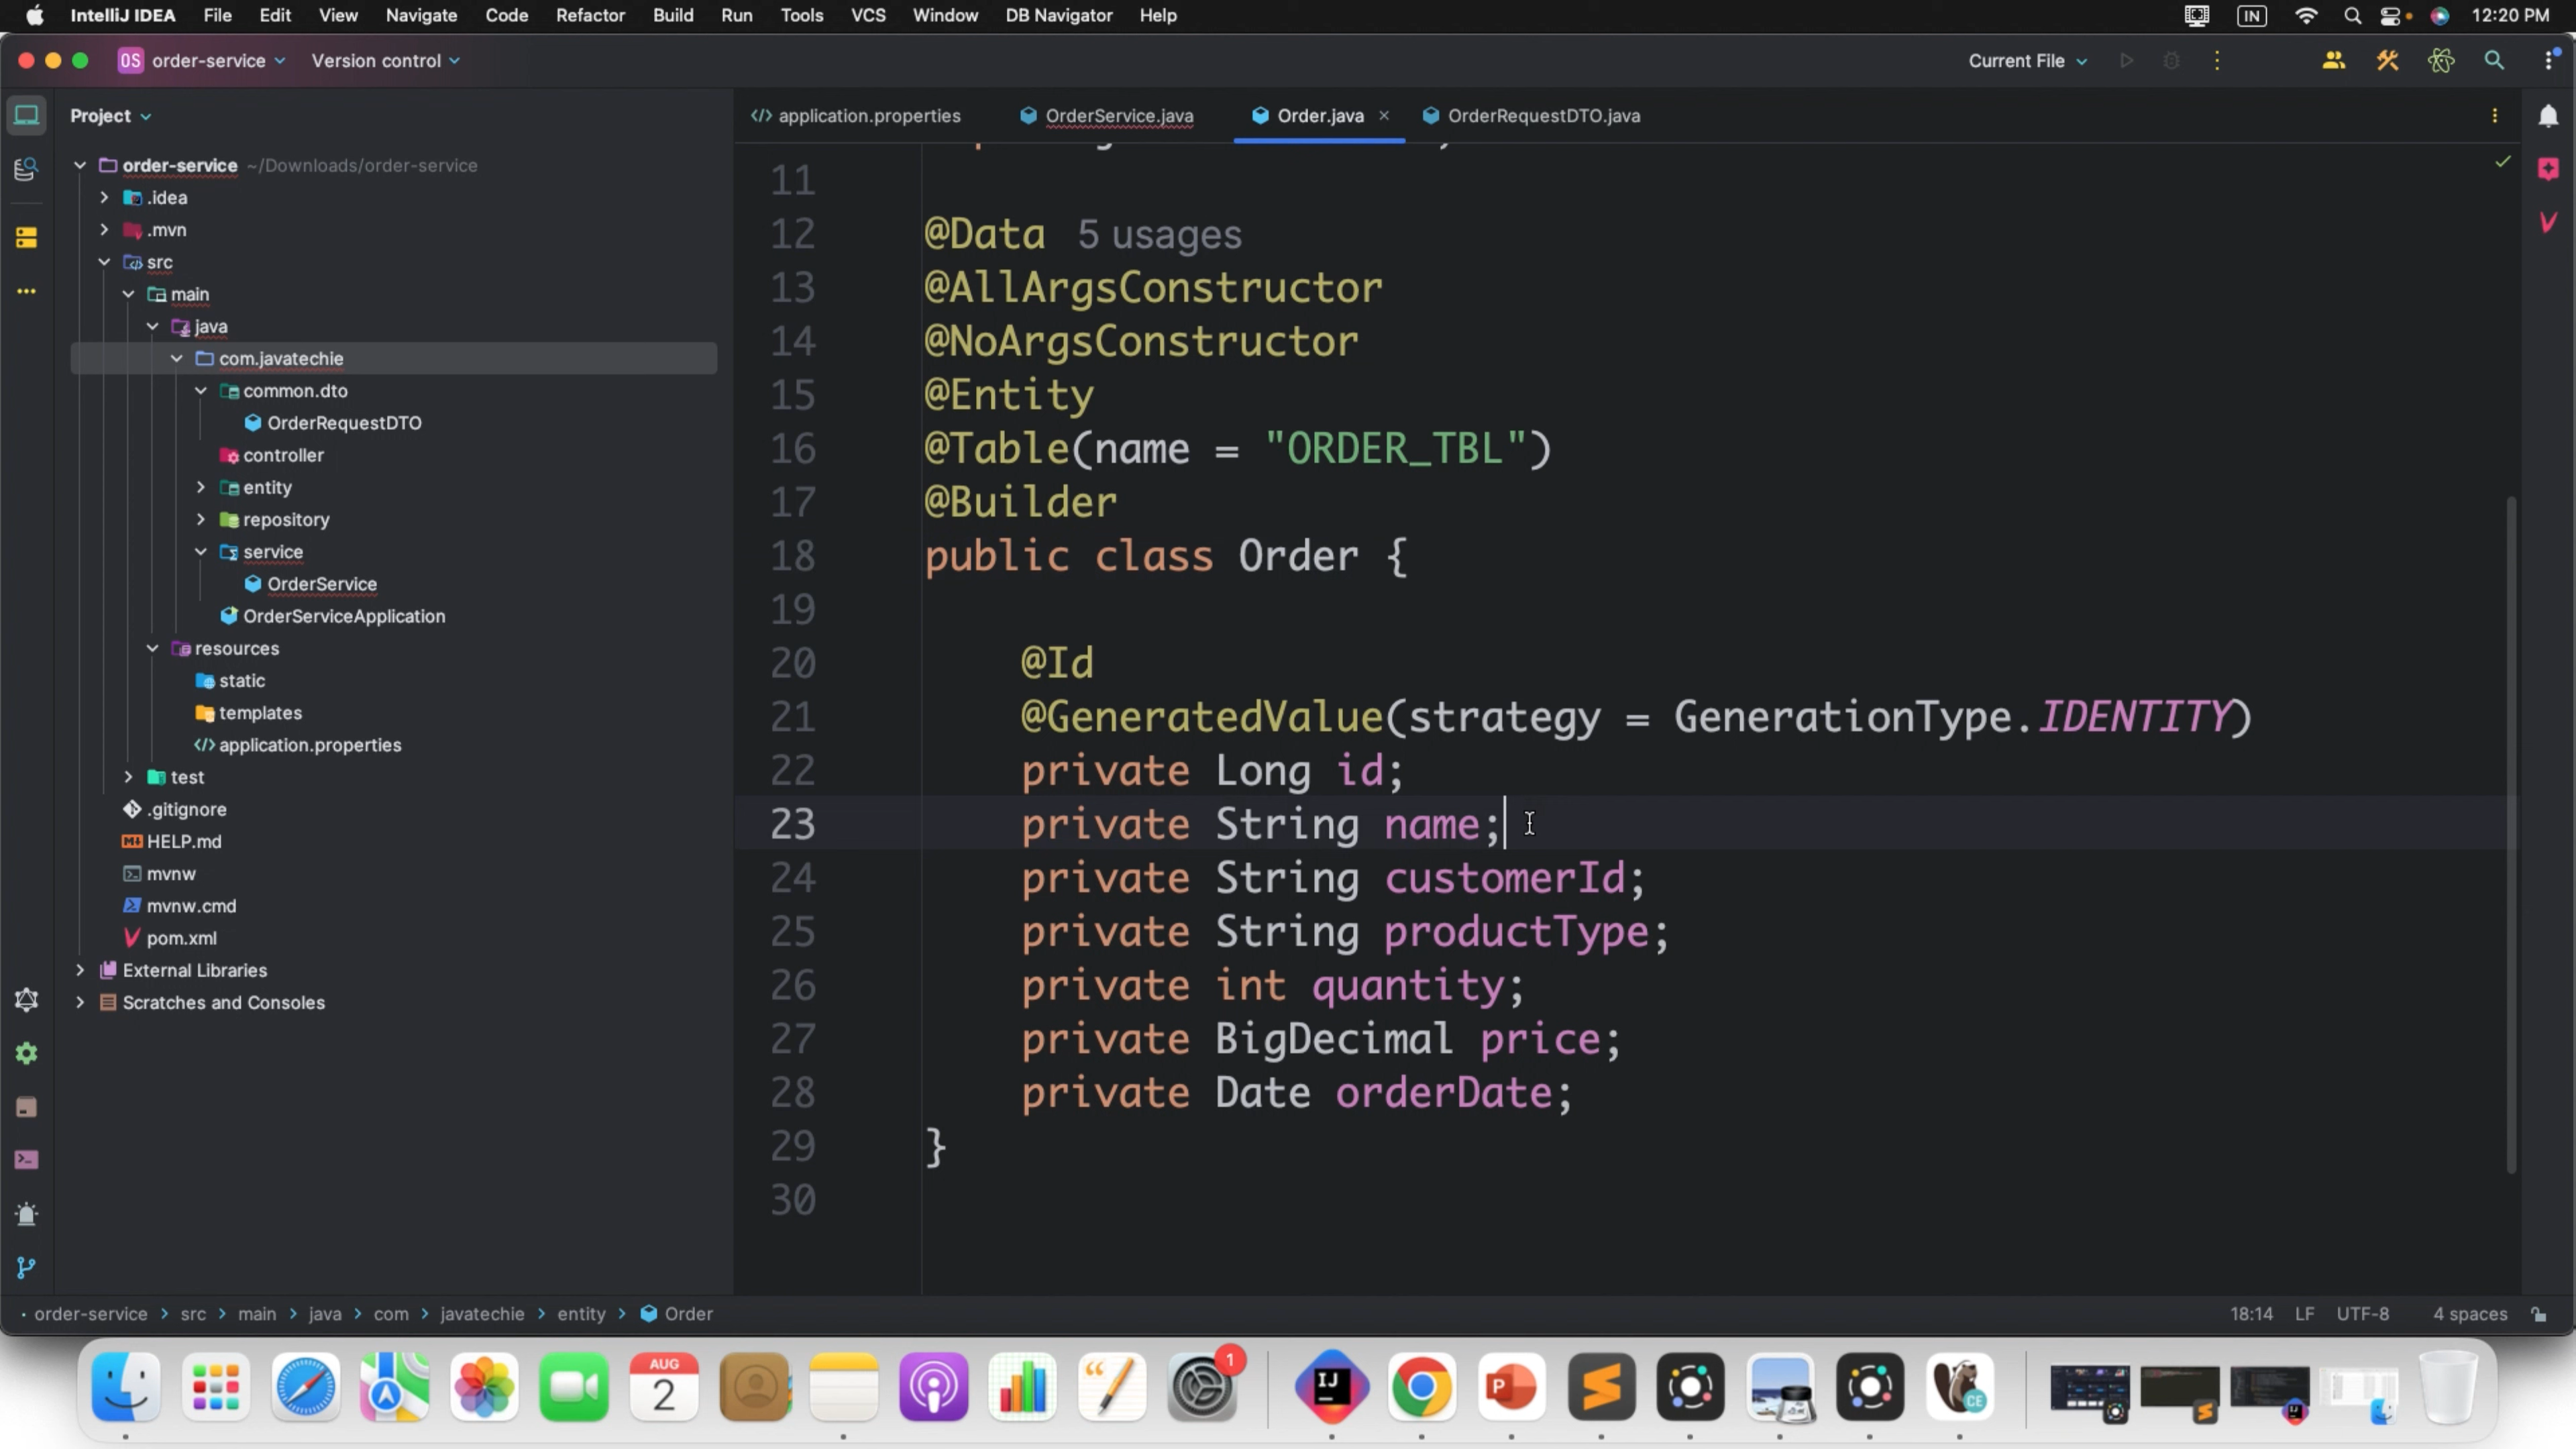 IntelliJ IDEA File Edit View Navigate Code Refactor Build Run Tools VCS Window DB Navigator Help IN 12:20 PM
OS order-service Version control Current File
Project
application.properties OrderService.java Order.java OrderRequestDTO.java
order-service ~/Downloads/order-service
.idea
.mvn
src
main
java
com.javatechie
common.dto
OrderRequestDTO
controller
entity
repository
service
OrderService
OrderServiceApplication
resources
static
templates
application.properties
test
.gitignore
HELP.md
mvnw
mvnw.cmd
pom.xml
External Libraries
Scratches and Consoles
11
12 @Data 5 usages
13 @AllArgsConstructor
14 @NoArgsConstructor
15 @Entity
16 @Table(name = "ORDER_TBL")
17 @Builder
18 public class Order {
19
20 @Id
21 @GeneratedValue(strategy = GenerationType.IDENTITY)
22 private Long id;
23 private String name;
24 private String customerId;
25 private String productType;
26 private int quantity;
27 private BigDecimal price;
28 private Date orderDate;
29 }
30
order-service > src > main > java > com > javatechie > entity > Order 18:14 LF UTF-8 4 spaces
AUG
2
1
IJ
P
CE